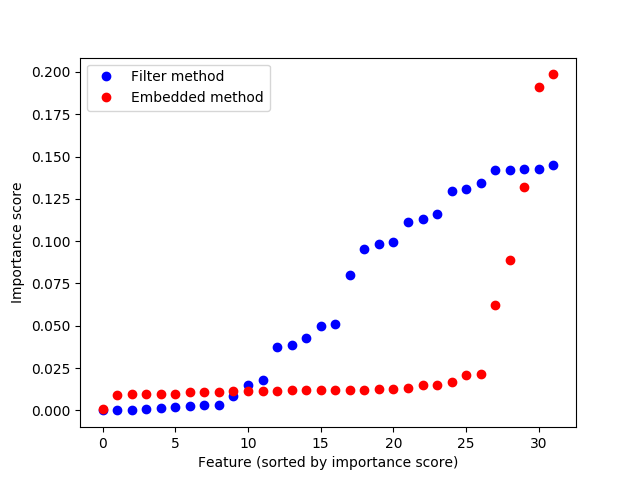 Filter method
Embedded method
0.200
0.175
0.150
0.125
0.100
0.075
0.050
0.025
0.000
Importance score
0 5 10 15 20 25 30
Feature (sorted by importance score)